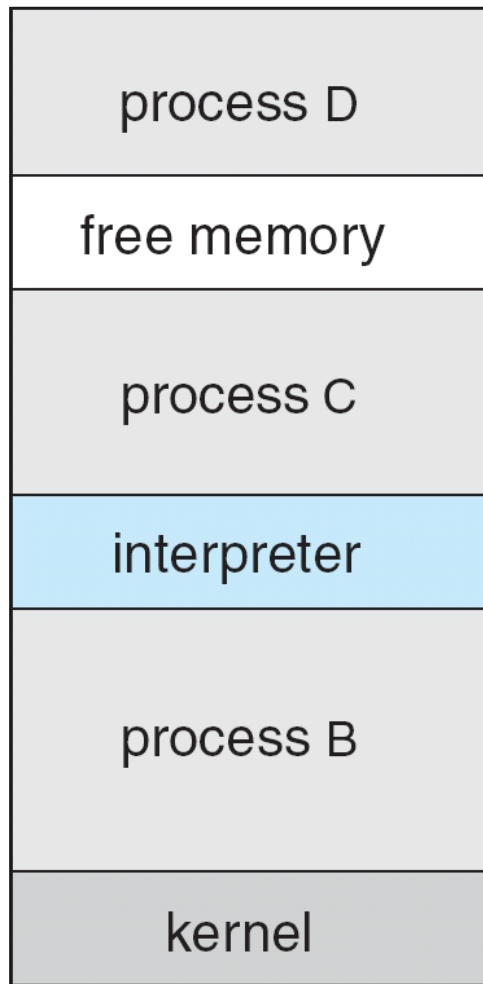 process D
free memory
process C
interpreter
process B
kernel